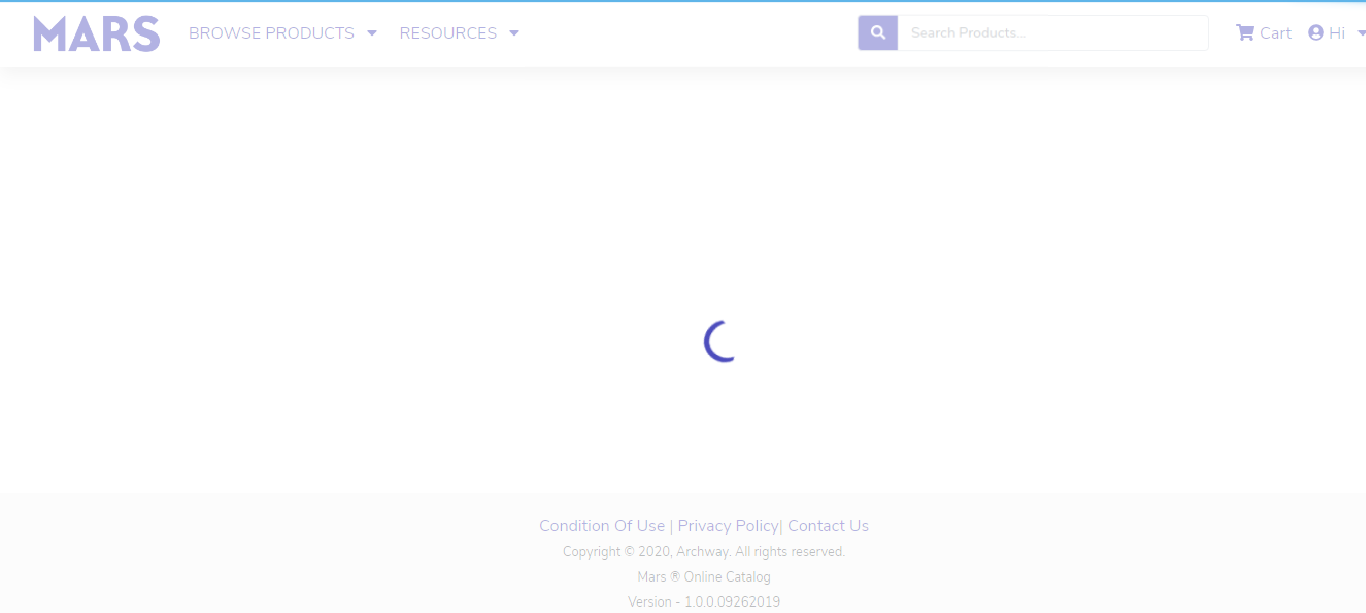 MARS BROWSE PRODUCTS RESOURCES Search Products... Cart Hi
Condition Of Use | Privacy Policy| Contact Us
Copyright © 2020, Archway. All rights reserved.
Mars ® Online Catalog
Version - 1.0.0.09262019